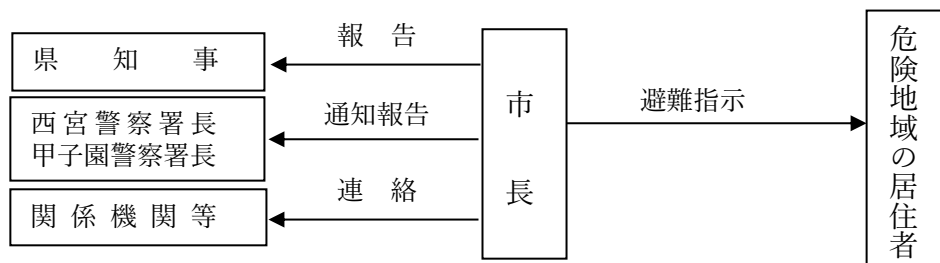 県知事
報告
西宮警察署長
甲子園警察署長
通知報告
関係機関等
連絡
市長
避難指示
危険地域の居住者